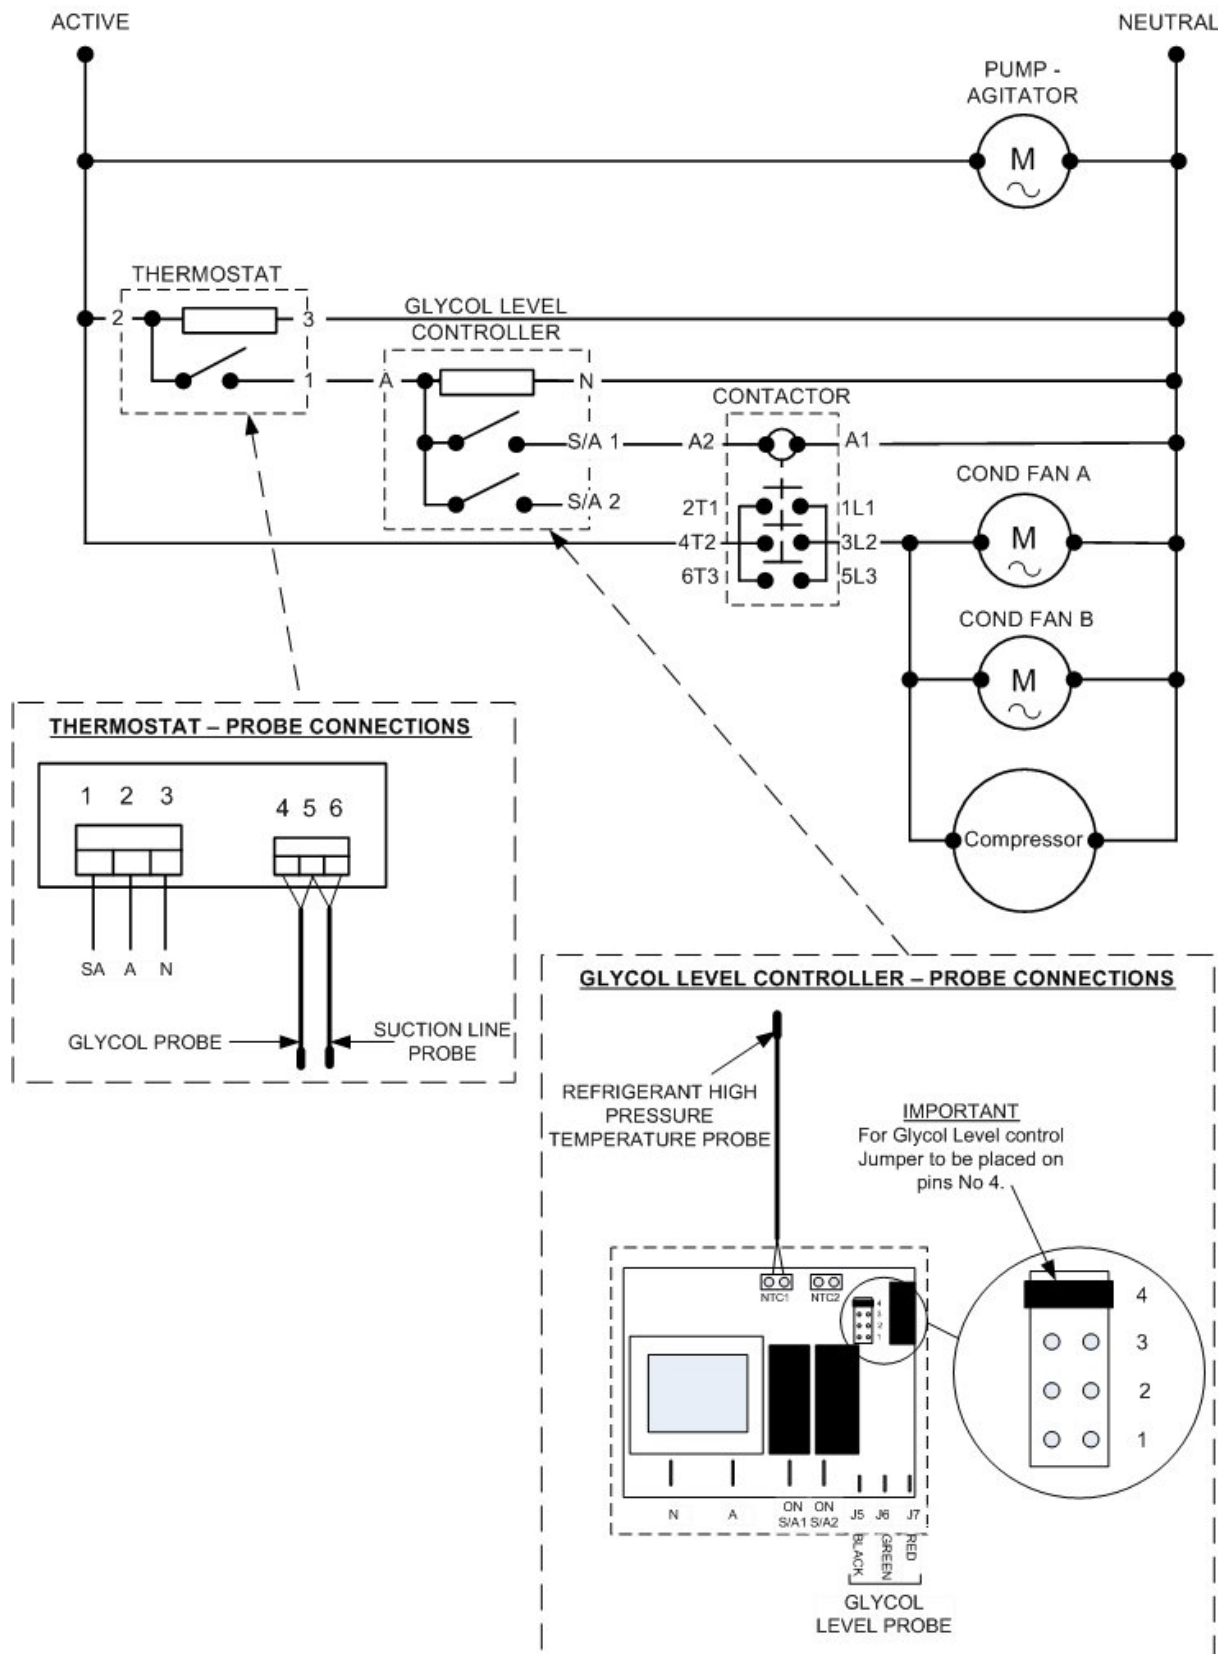 ACTIVE
NEUTRAL
PUMP -
AGITATOR
M
THERMOSTAT
2
3
1
GLYCOL LEVEL
CONTROLLER
A
N
S/A 1
S/A 2
CONTACTOR
A2
A1
2T1
1L1
4T2
3L2
6T3
5L3
COND FAN A
M
COND FAN B
M
Compressor
THERMOSTAT – PROBE CONNECTIONS
1 2 3
4 5 6
SA A N
GLYCOL PROBE
SUCTION LINE
PROBE
GLYCOL LEVEL CONTROLLER – PROBE CONNECTIONS
REFRIGERANT HIGH
PRESSURE
TEMPERATURE PROBE
IMPORTANT
For Glycol Level control
Jumper to be placed on
pins No 4.
NTC1
NTC2
4
3
2
1
4
3
2
1
N
A
ON
S/A1
ON
S/A2
J5
J6
J7
BLACK
GREEN
RED
GLYCOL
LEVEL PROBE